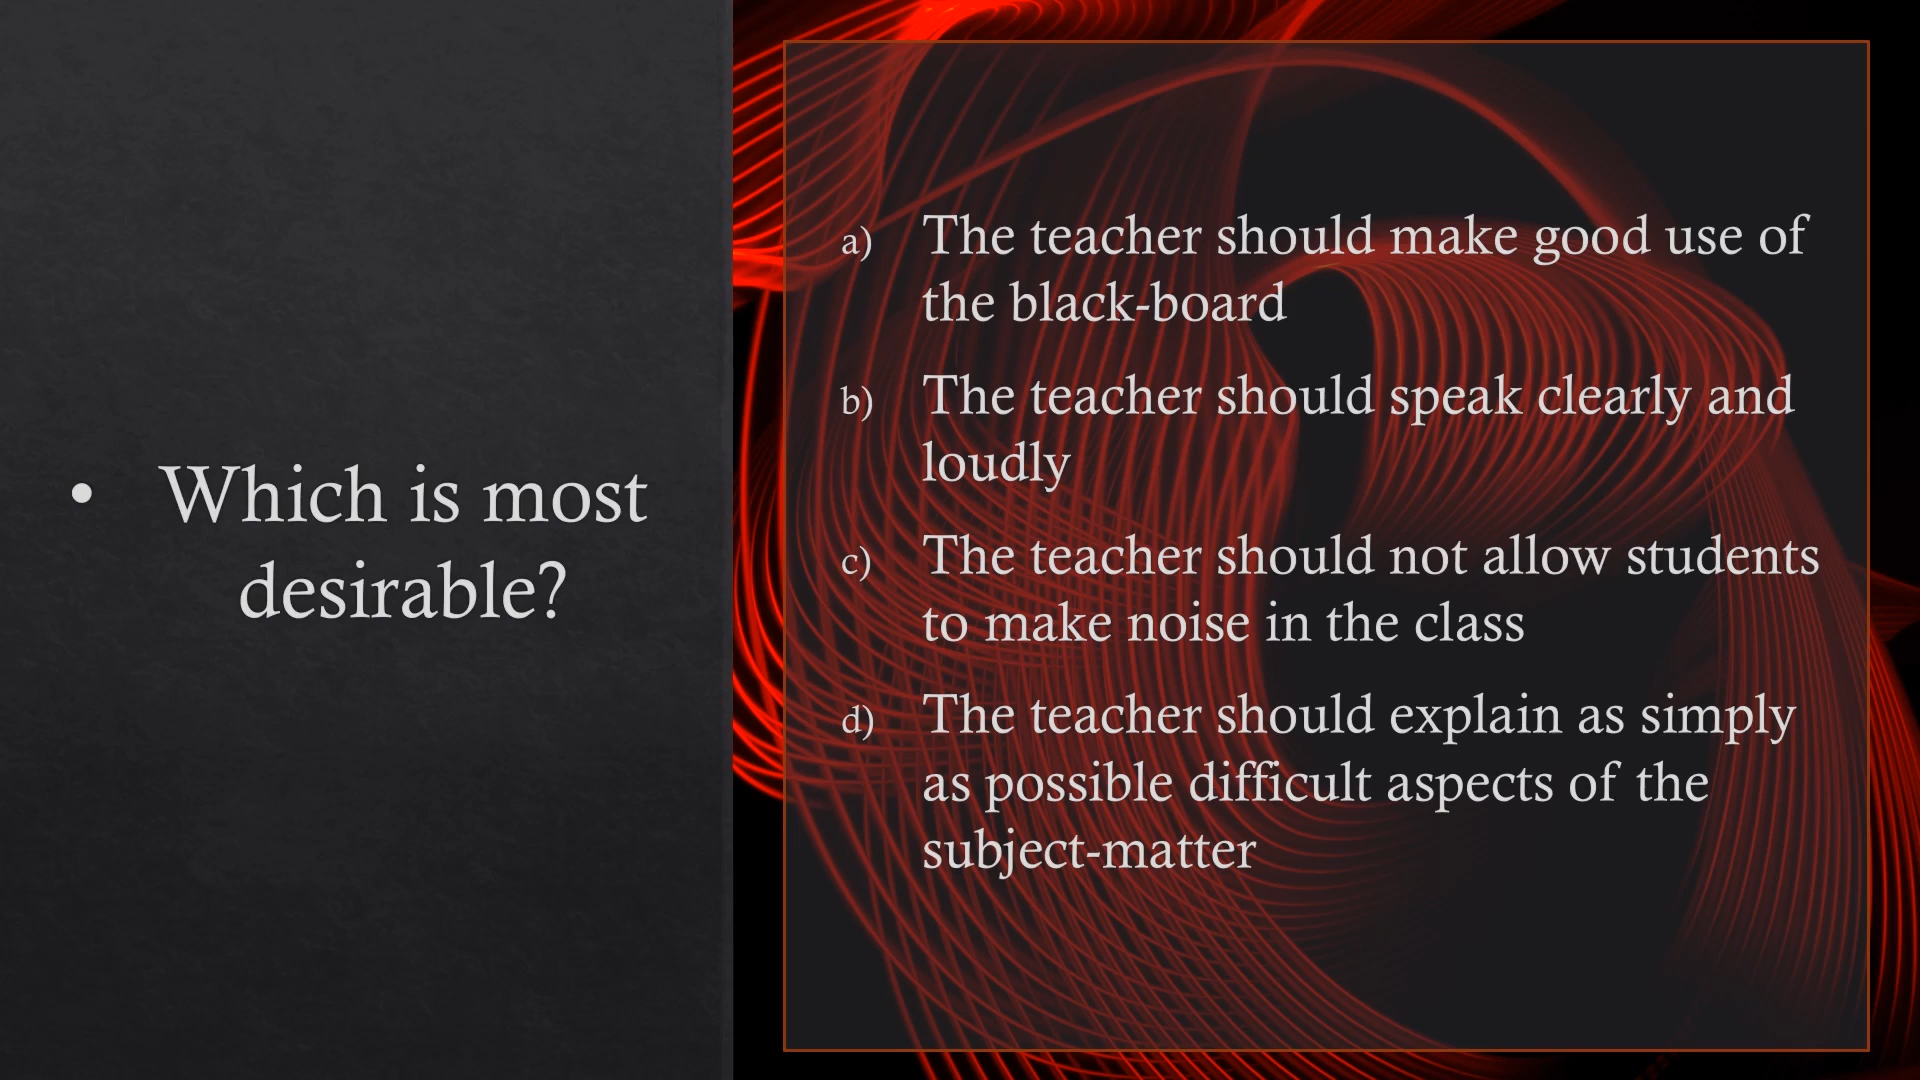 • Which is most
desirable?
a) The teacher should make good use of
the black-board
b) The teacher should speak clearly and
loudly
c) The teacher should not allow students
to make noise in the class
d) The teacher should explain as simply
as possible difficult aspects of the
subject-matter